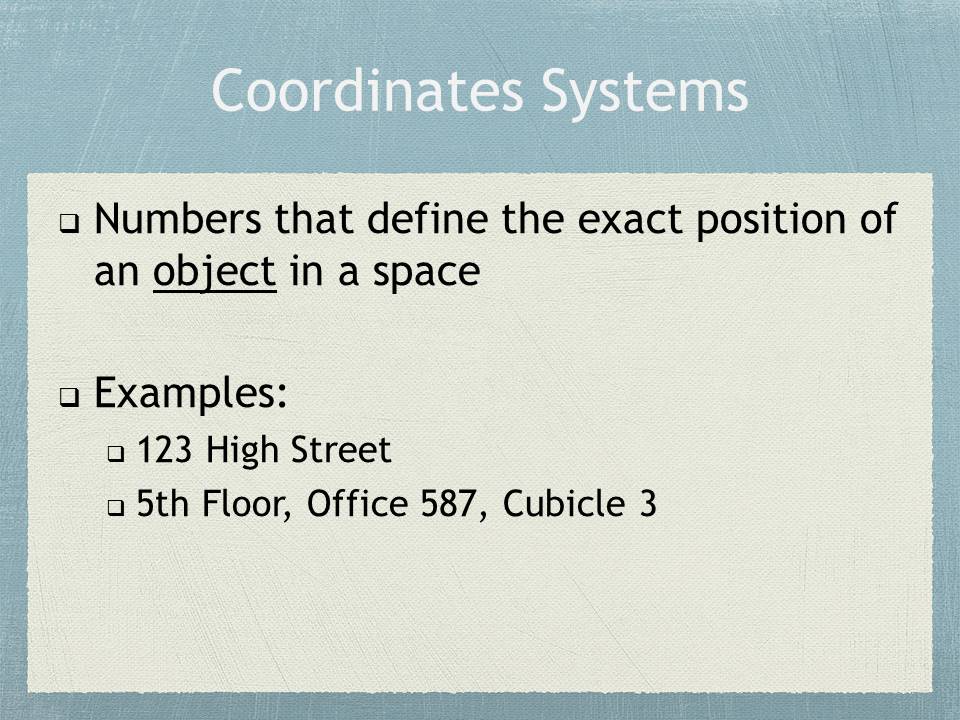 Coordinates Systems
Numbers that define the exact position of
an object in a space
Examples:
123 High Street
5th Floor, Office 587, Cubicle 3